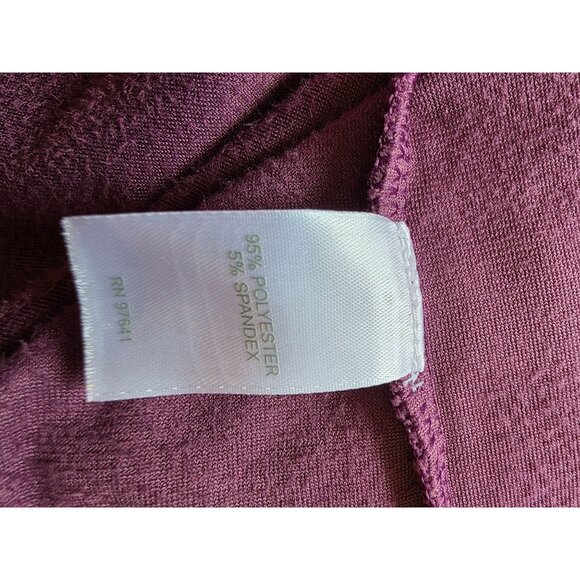 95% POLYESTER
5% SPANDEX
RN 97641